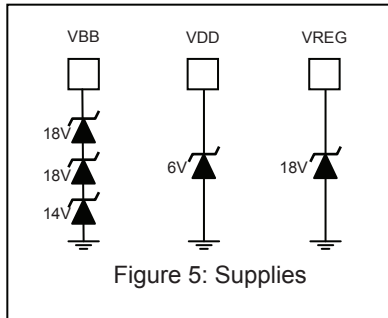 VBB VDD VREG
18V
18V 6V 18V
14V
Figure 5: Supplies